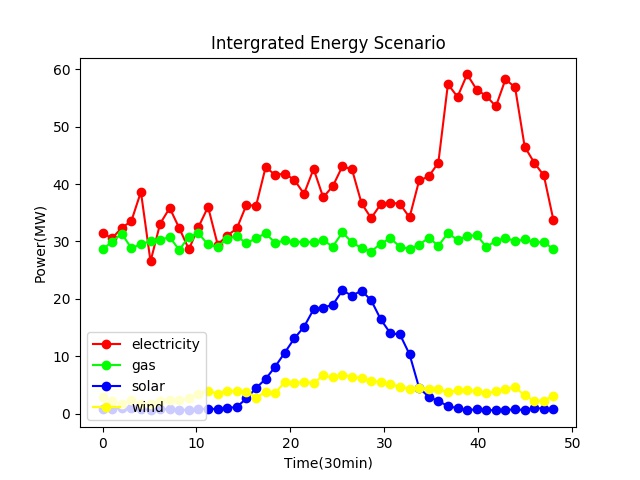 Intergrated Energy Scenario
60
50
40
30
20
10
0
Power(MW)
electricity
gas
solar
wind
0 10 20 30 40 50
Time(30min)